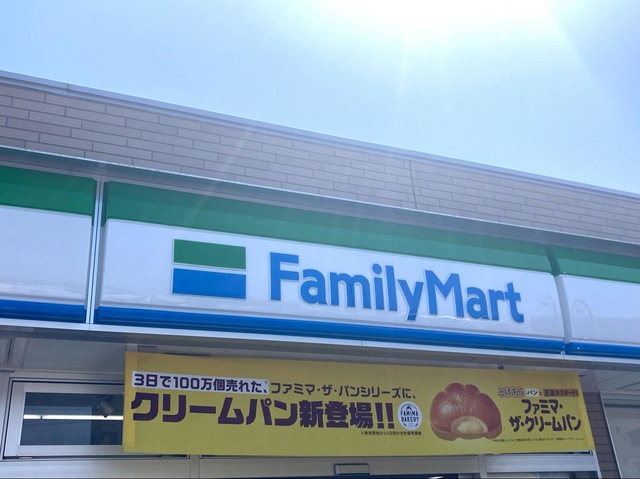 FamilyMart
3日で100万個売れた、ファミマ・ザ・パンシリーズに、
クリームパン新登場!!
FAMIMA
BAKERY
ファミマ・
ザ・クリームパン